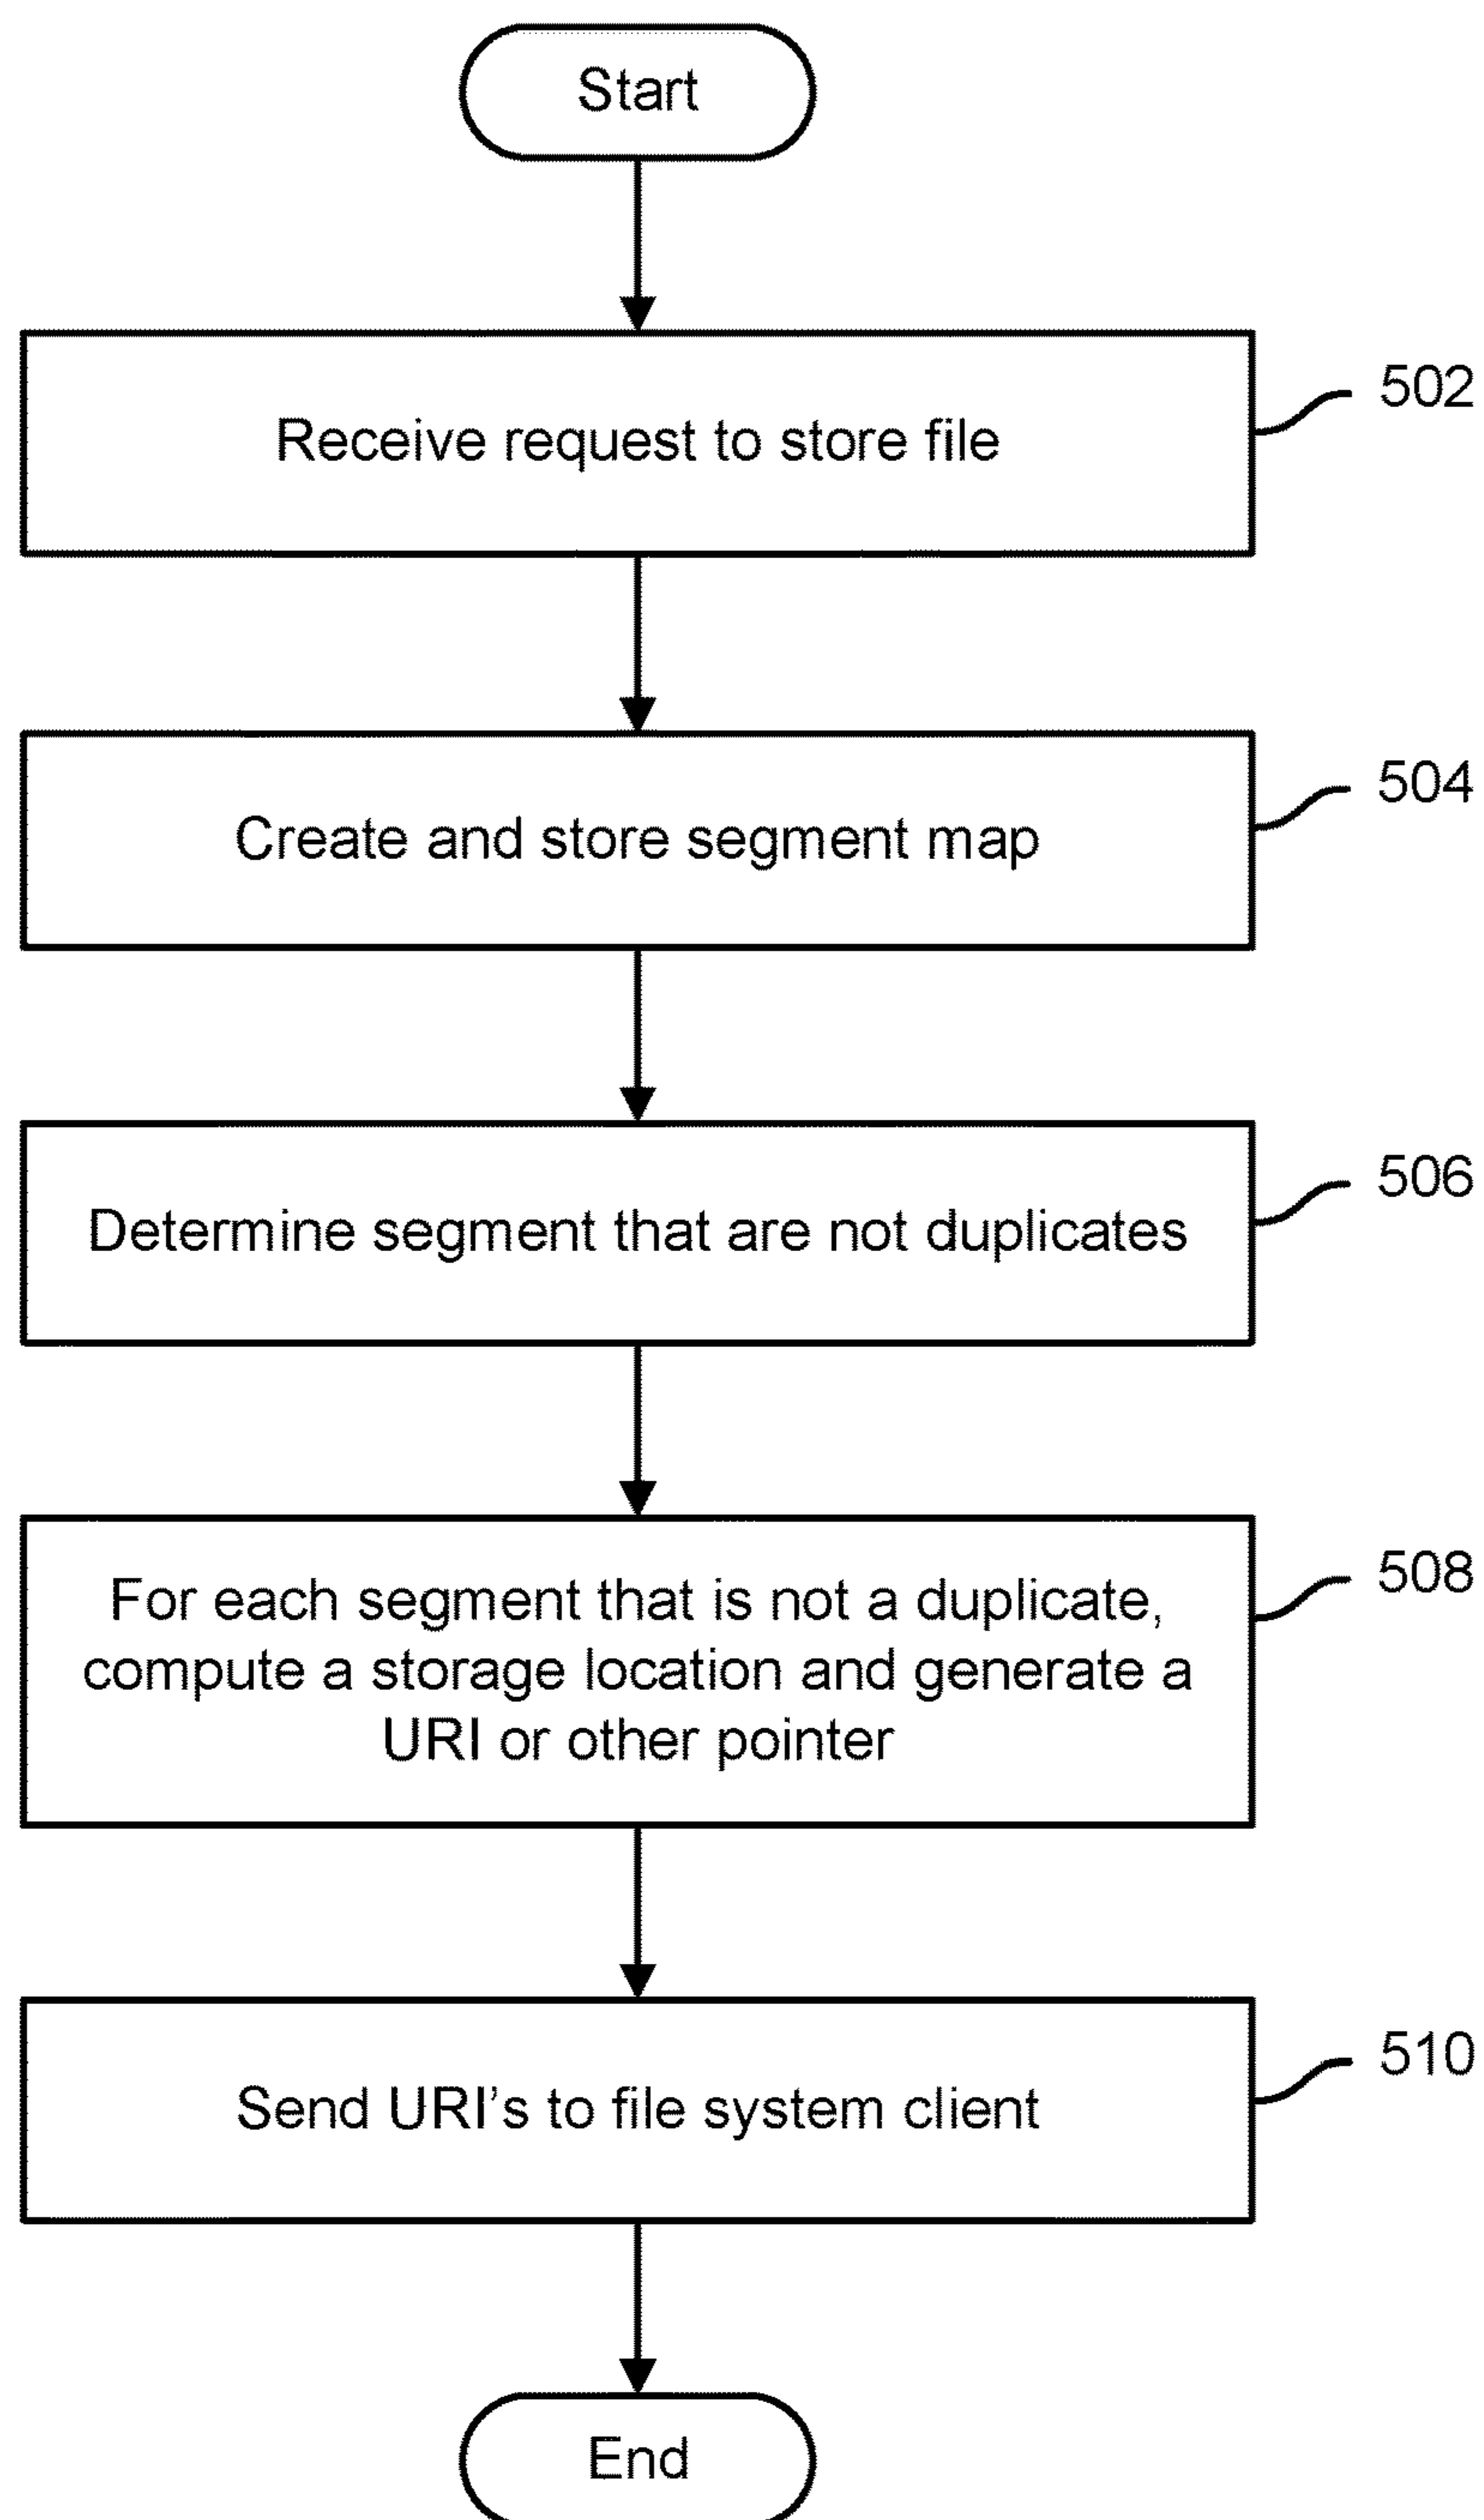 Start
Receive request to store file
502
Create and store segment map
504
Determine segment that are not duplicates
506
For each segment that is not a duplicate,
compute a storage location and generate a
URI or other pointer
508
Send URI's to file system client
510
End